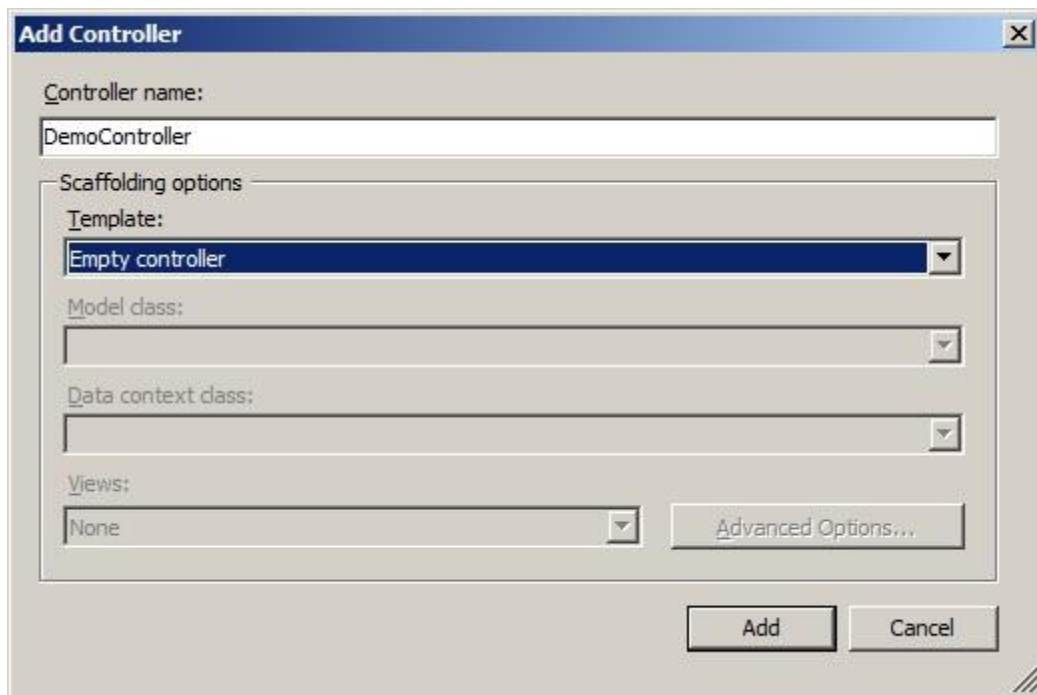 Add Controller
Controller name:
DemoController
Scaffolding options
Template:
Empty controller
Model class:
Data context class:
Views:
None
Advanced Options...
Add
Cancel